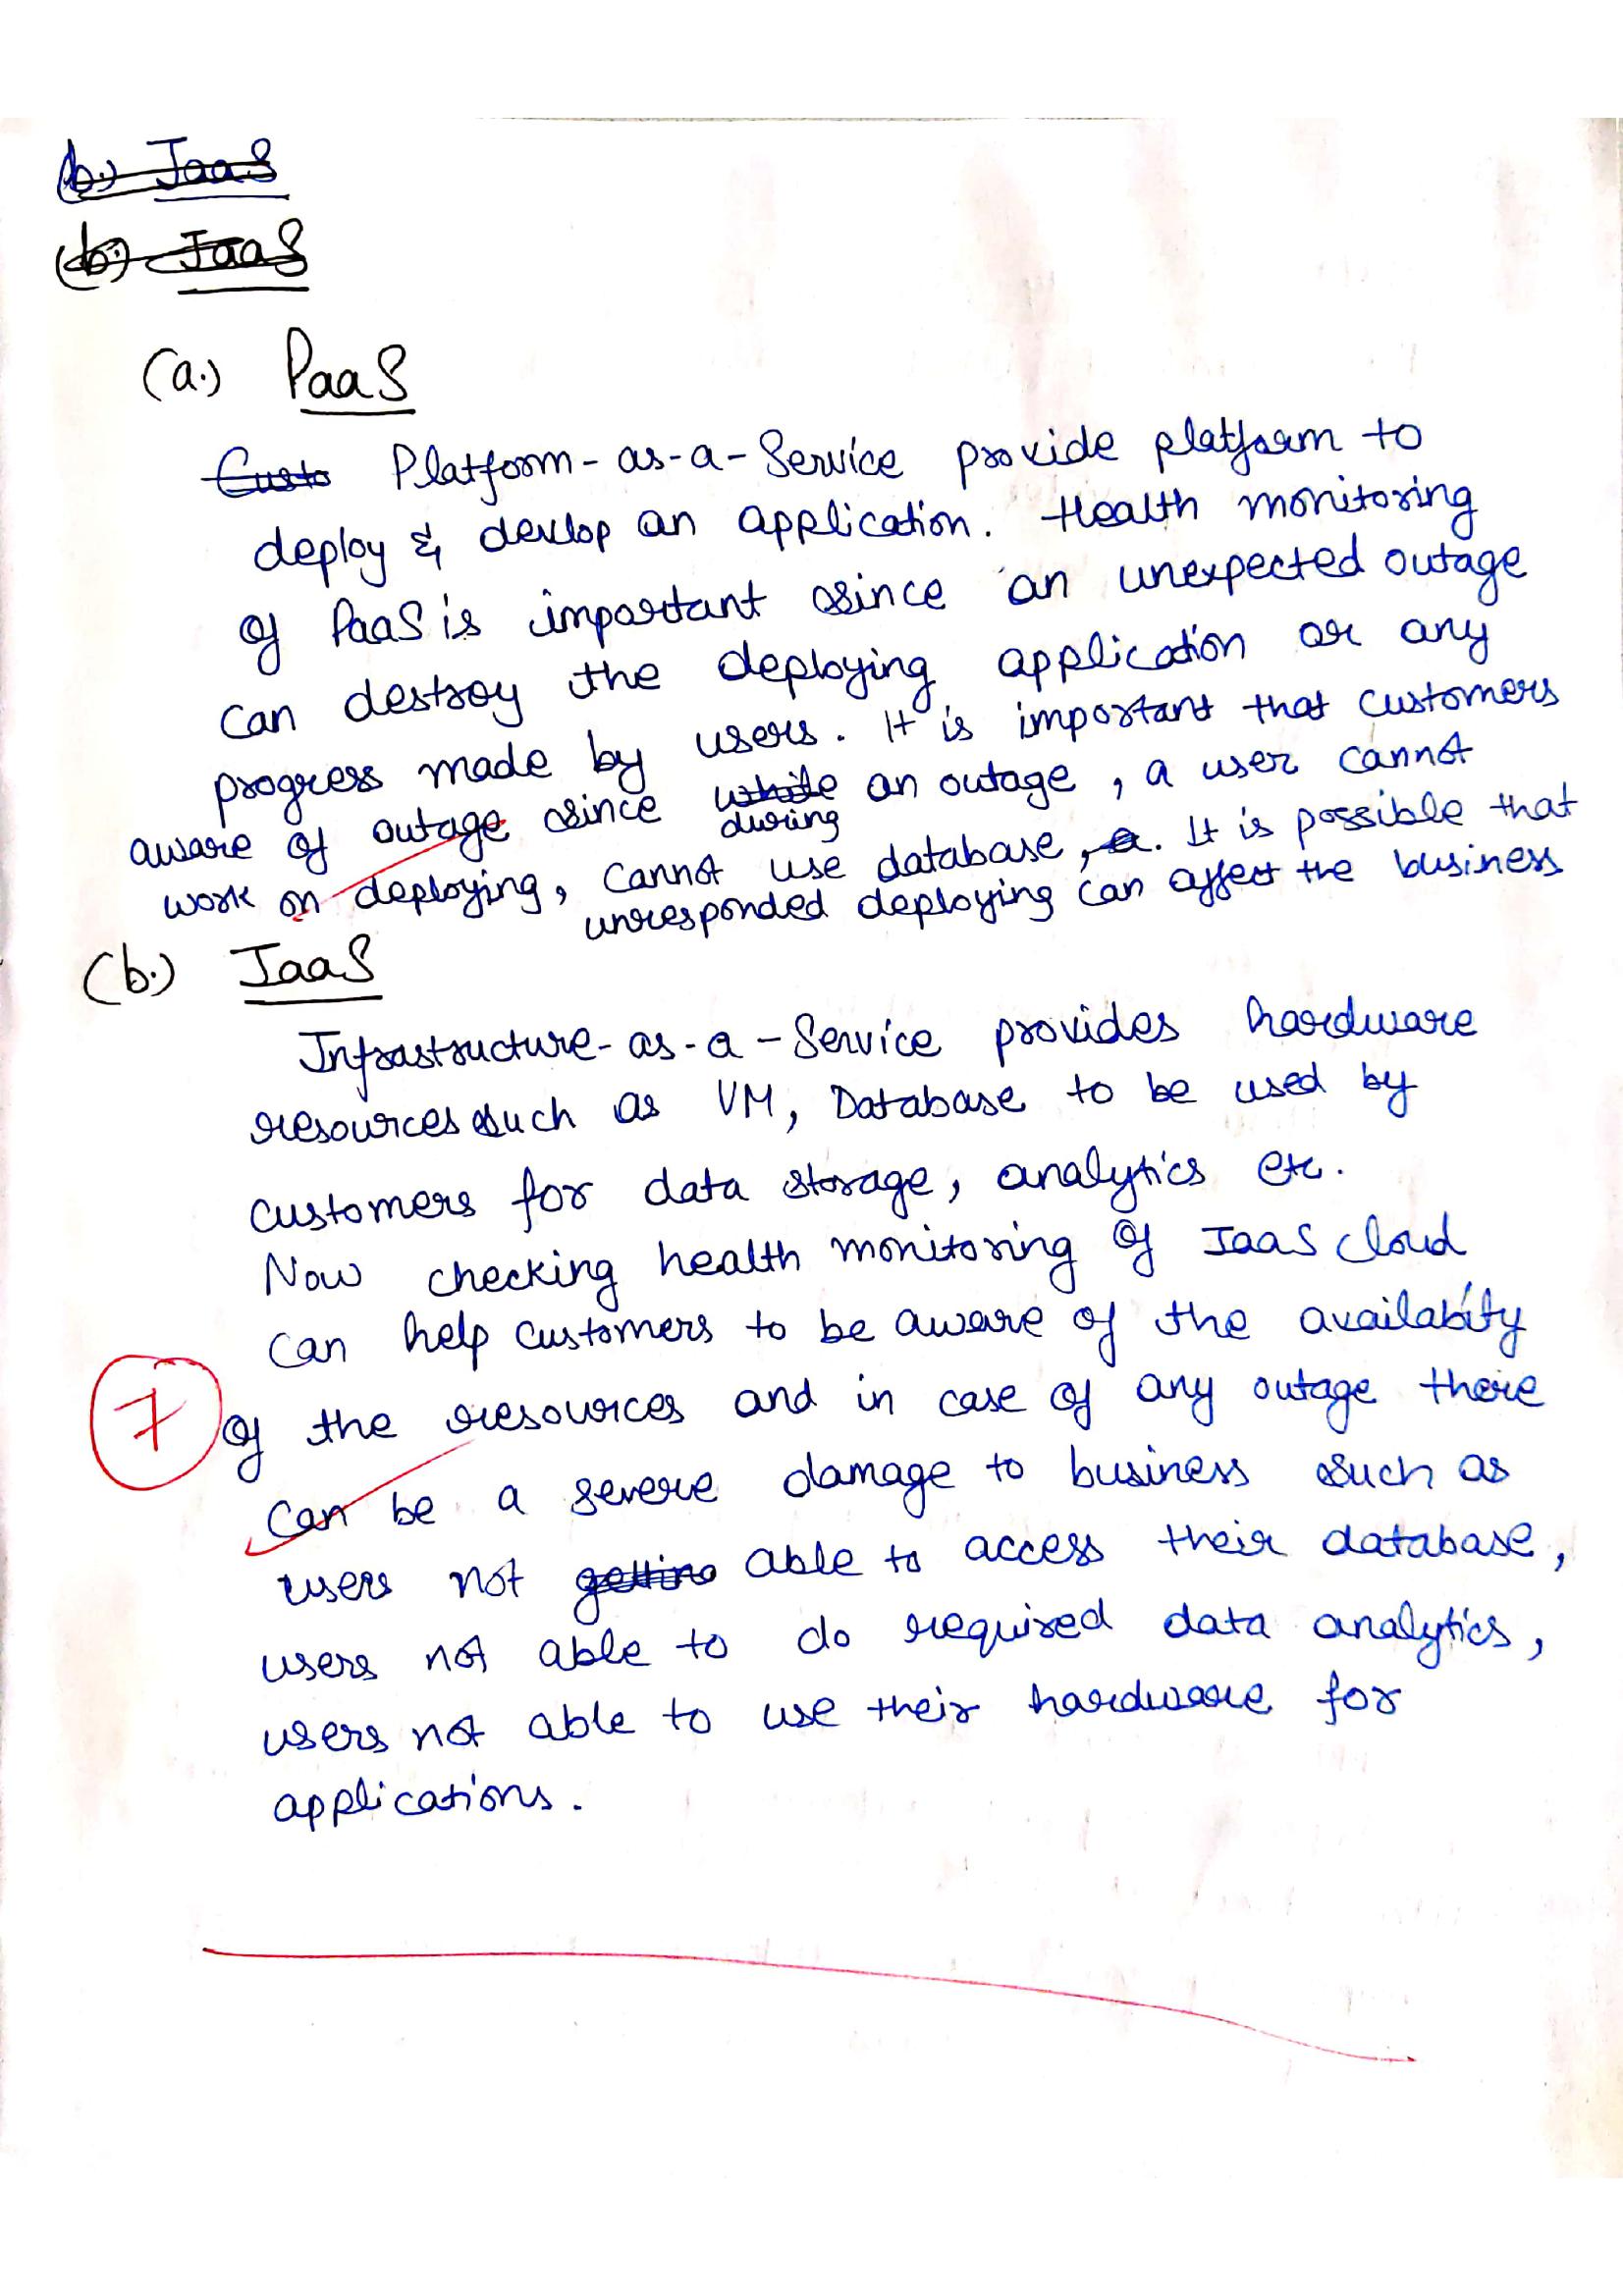 (b.) IaaS
(b.) IaaS
(a.) PaaS
Custo Platform-as-a-Service provide platform to
deploy & devlop an application. Health monitoring
of PaaS is important since an unexpected outage
can destroy the deploying application or any
progress made by users. It is important that customers
aware of outage since while during an outage, a user cannot
work on deploying, cannot use database, a. It is possible that
unresponded deploying can affect the business
(b.) IaaS
Infrastructure-as-a-Service provides hardware
resources such as VM, Database to be used by
customers for data storage, analytics etc.
Now checking health monitoring of IaaS cloud
can help customers to be aware of the availabity
7 of the resources and in case of any outage there
can be a severe damage to business such as
users not getting able to access their database,
users not able to do required data analytics,
users not able to use their hardware for
applications.